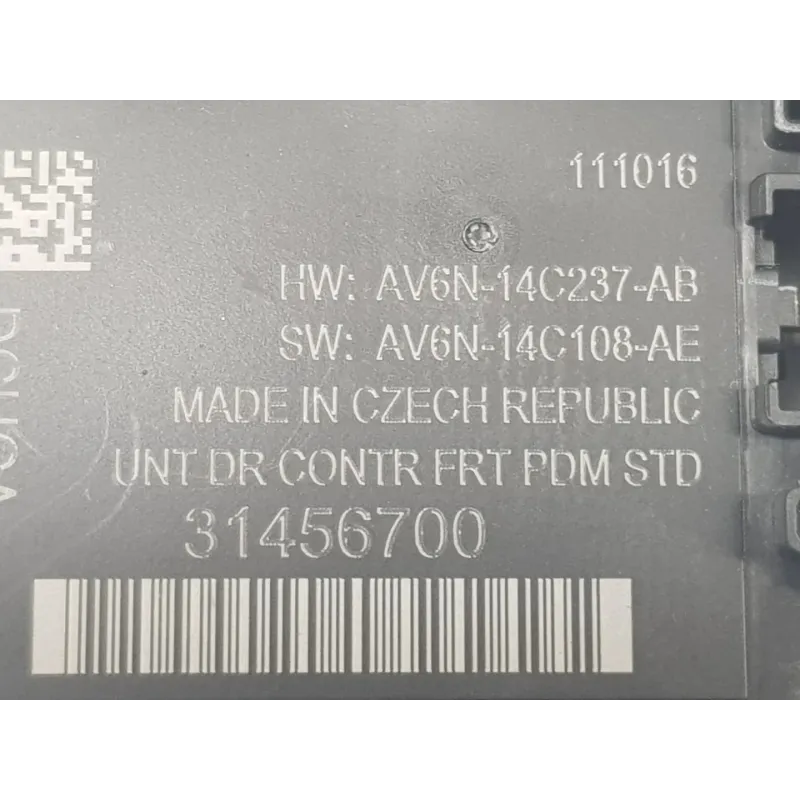 111016
HW: AV6N-14C237-AB
SW: AV6N-14C108-AE
MADE IN CZECH REPUBLIC
UNT DR CONTR FRT PDM STD
31456700